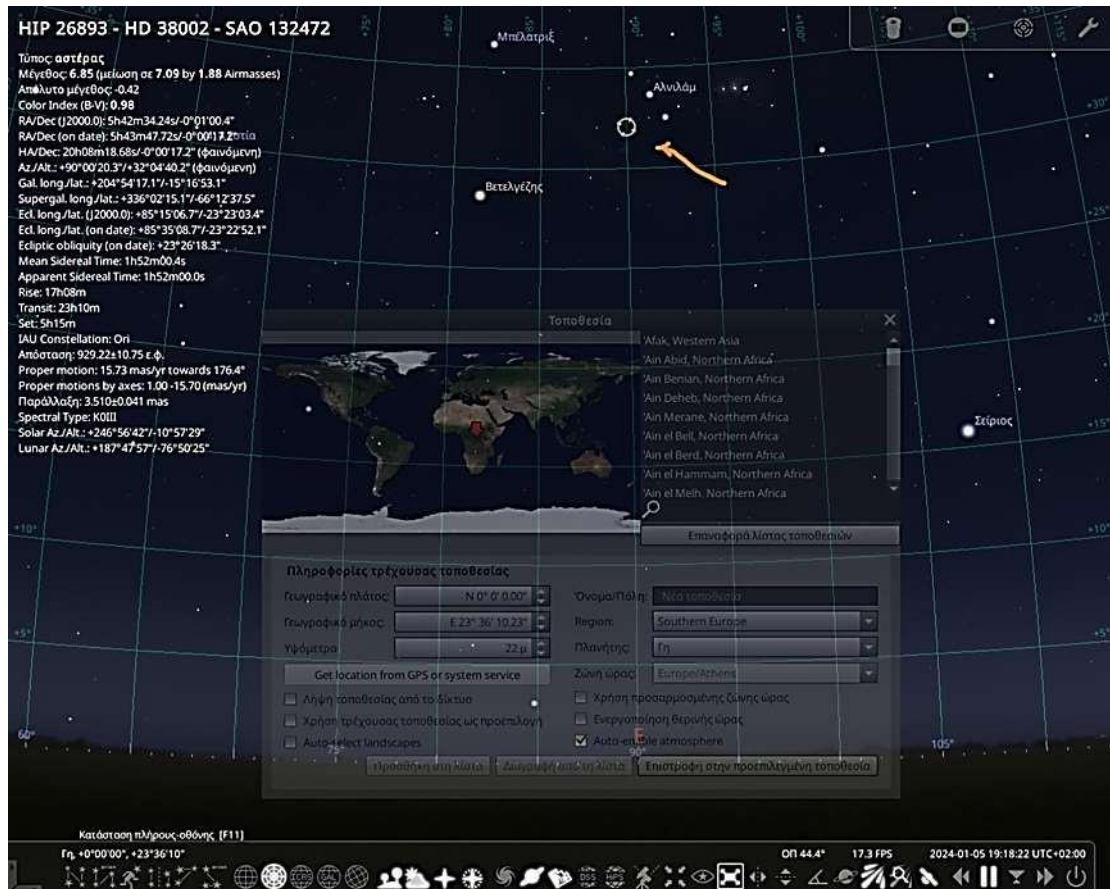 HIP 26893 - HD 38002 - SAO 132472
Τύπος: αστέρας
Μέγεθος: 6.85 (μείωση σε 7.09 by 1.88 Airmasses)
Απόλυτο μέγεθος: -0.42
Color Index (B-V): 0.98
RA/Dec (J2000.0): 5h42m34.24s/-0°01'00.4"
RA/Dec (on date): 5h43m47.72s/-0°00'17.2"
HA/Dec: 20h08m18.68s/-0°00'17.2" (φαινόμενη)
Az./Alt.: +90°00'20.3"/+32°04'40.2" (φαινόμενη)
Gal. long./lat.: +204°54'17.1"/-15°16'53.1"
Supergal. long./lat.: +336°02'15.1"/-66°12'37.5"
Ecl. long./lat. (J2000.0): +85°15'06.7"/-23°23'03.4"
Ecl. long./lat. (on date): +85°35'08.7"/-23°22'52.1"
Ecliptic obliquity (on date): +23°26'18.3"
Mean Sidereal Time: 1h52m00.4s
Apparent Sidereal Time: 1h52m00.0s
Rise: 17h08m
Transit: 23h10m
Set: 5h15m
IAU Constellation: Ori
Απόσταση: 929.22±10.75 ε.φ.
Proper motion: 15.73 mas/yr towards 176.4°
Proper motions by axes: 1.00 -15.70 (mas/yr)
Παράλλαξη: 3.510±0.041 mas
Spectral Type: K0III
Solar Az./Alt.: +246°56'42"/-10°57'29"
Lunar Az./Alt.: +187°47'57"/-76°50'25"
Μπέλατριξ
Αλνιλάμ
Βετελγέζης
Σείριος
+30°
+25°
+20°
+15°
+10°
+10°
+5°
+5°
60°
75°
90°
105°
E
Τοποθεσία
'Afak, Western Asia
'Ain Abid, Northern Africa
'Ain Benian, Northern Africa
'Ain Deheb, Northern Africa
'Ain Merane, Northern Africa
'Ain el Bell, Northern Africa
'Ain el Berd, Northern Africa
'Ain el Hammam, Northern Africa
'Ain el Melh, Northern Africa
Επαναφορά λίστας τοποθεσιών
Πληροφορίες τρέχουσας τοποθεσίας
Γεωγραφικό πλάτος: N 0° 0' 0.00"
Όνομα/Πόλη: Νέα τοποθεσία
Γεωγραφικό μήκος: E 23° 36' 10.23"
Region: Southern Europe
Υψόμετρο 22 μ
Πλανήτης: Γη
Get location from GPS or system service
Ζώνη ώρας: Europe/Athens
Λήψη τοποθεσίας από το δίκτυο
Χρήση προσαρμοσμένης ζώνης ώρας
Χρήση τρέχουσας τοποθεσίας ως προεπιλογή
Ενεργοποίηση θερινής ώρας
Auto-select landscapes
Auto-enable atmosphere
Προσθήκη στη λίστα
Διαγραφή από τη λίστα
Επιστροφή στην προεπιλεγμένη τοποθεσία
Κατάσταση πλήρους-οθόνης [F11]
Γη, +0°00'00", +23°36'10"
ΟΠ 44.4°
17.3 FPS
2024-01-05 19:18:22 UTC+02:00
ICRS
GAL
DSS
HiPS